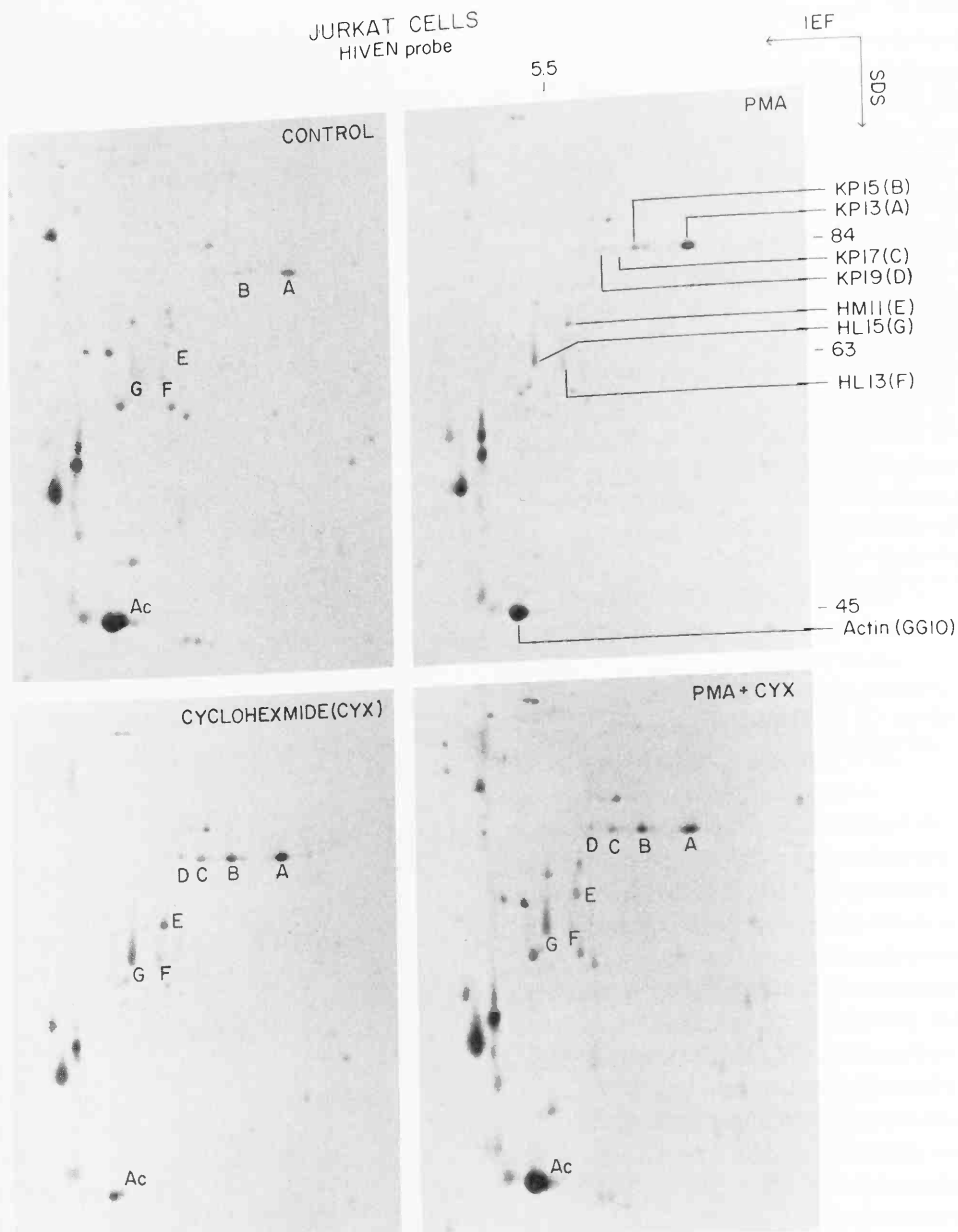 JURKAT CELLS
HIVEN probe
IEF
SDS
5.5
CONTROL
B A
E
G F
Ac
PMA
KP15(B)
KP13(A)
- 84
KP17(C)
KP19(D)
HM11(E)
HL15(G)
- 63
HL13(F)
- 45
Actin (GG10)
CYCLOHEXMIDE(CYX)
D C B A
E
G F
Ac
PMA + CYX
D C B A
E
G F
Ac